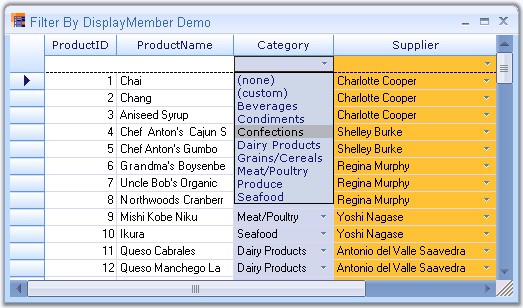 Filter By DisplayMember Demo
ProductID ProductName Category Supplier
(none)
(custom)
Beverages
Condiments
Confections
Dairy Products
Grains/Cereals
Meat/Poultry
Produce
Seafood
1 Chai Charlotte Cooper
2 Chang Charlotte Cooper
3 Aniseed Syrup Charlotte Cooper
4 Chef Anton's Cajun S Shelley Burke
5 Chef Anton's Gumbo Shelley Burke
6 Grandma's Boysenbe Regina Murphy
7 Uncle Bob's Organic Regina Murphy
8 Northwoods Cranberr Regina Murphy
9 Mishi Kobe Niku Meat/Poultry Yoshi Nagase
10 Ikura Seafood Yoshi Nagase
11 Queso Cabrales Dairy Products Antonio del Valle Saavedra
12 Queso Manchego La Dairy Products Antonio del Valle Saavedra